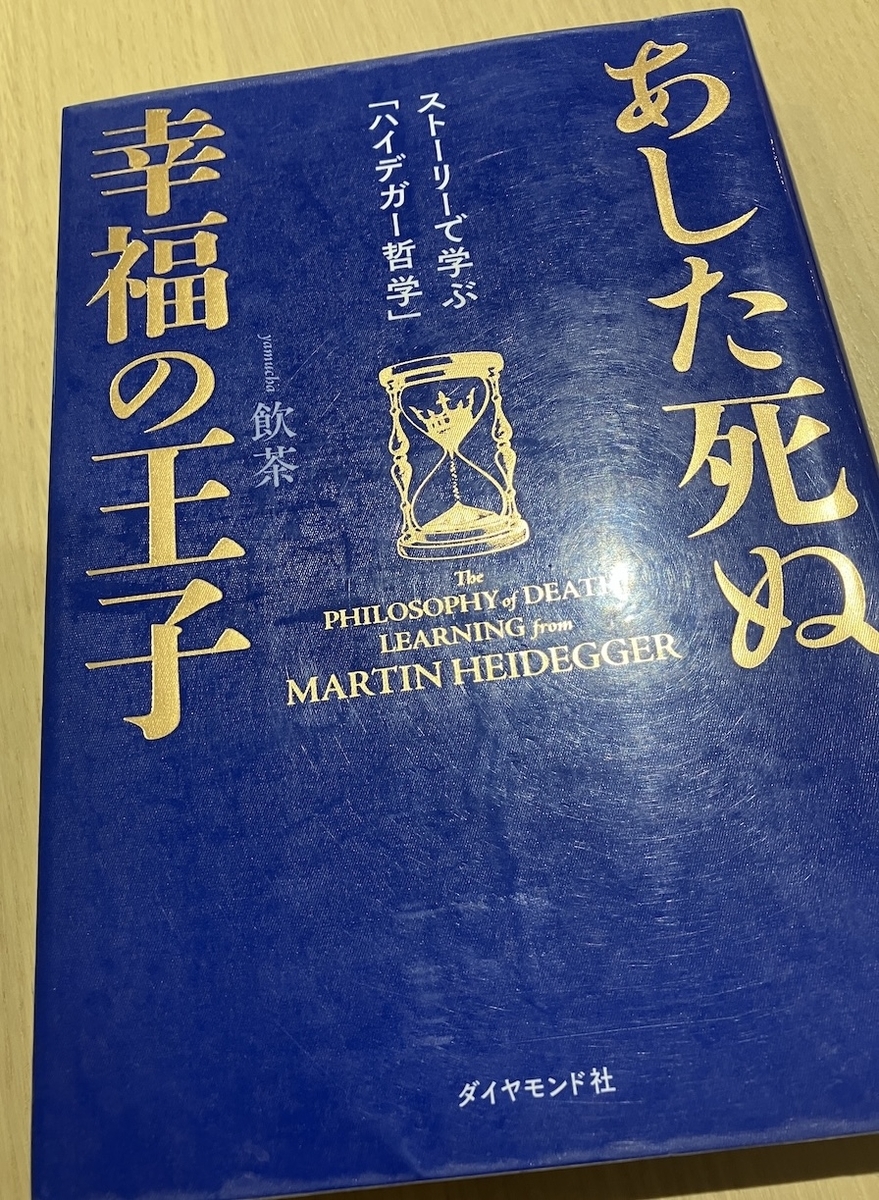 あした死ぬ
幸福の王子
ストーリーで学ぶ
「ハイデガー哲学」
yamucha
飲茶
The
PHILOSOPHY of DEATH
LEARNING from
MARTIN HEIDEGGER
ダイヤモンド社